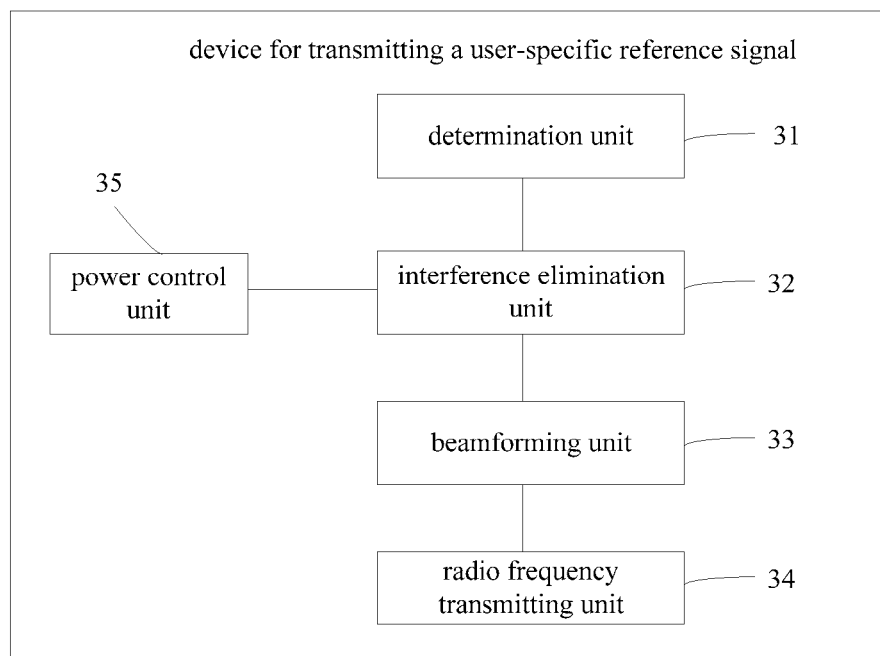 device for transmitting a user-specific reference signal
determination unit
31
35
power control
unit
interference elimination
unit
32
beamforming unit
33
radio frequency
transmitting unit
34